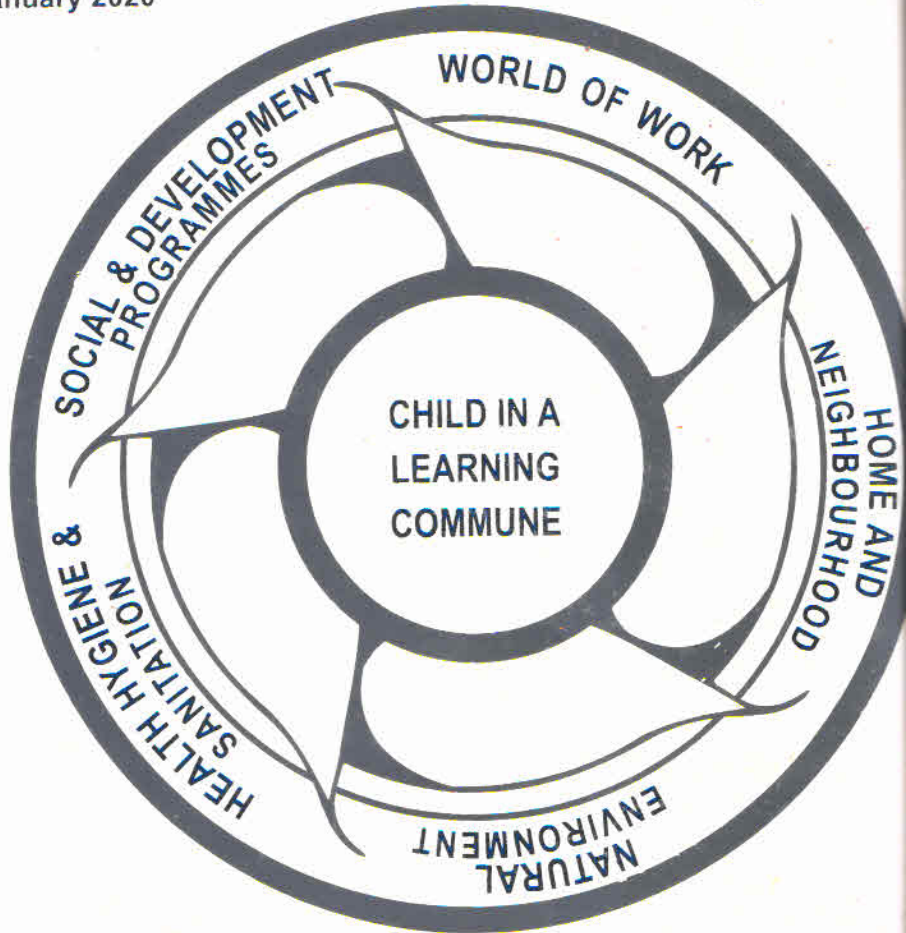 2020
WORLD OF WORK
HOME AND
NEIGHBOURHOOD
NATURAL
ENVIRONMENT
HEALTH HYGIENE &
SANITATION
SOCIAL & DEVELOPMENT
PROGRAMMES
CHILD IN A
LEARNING
COMMUNE